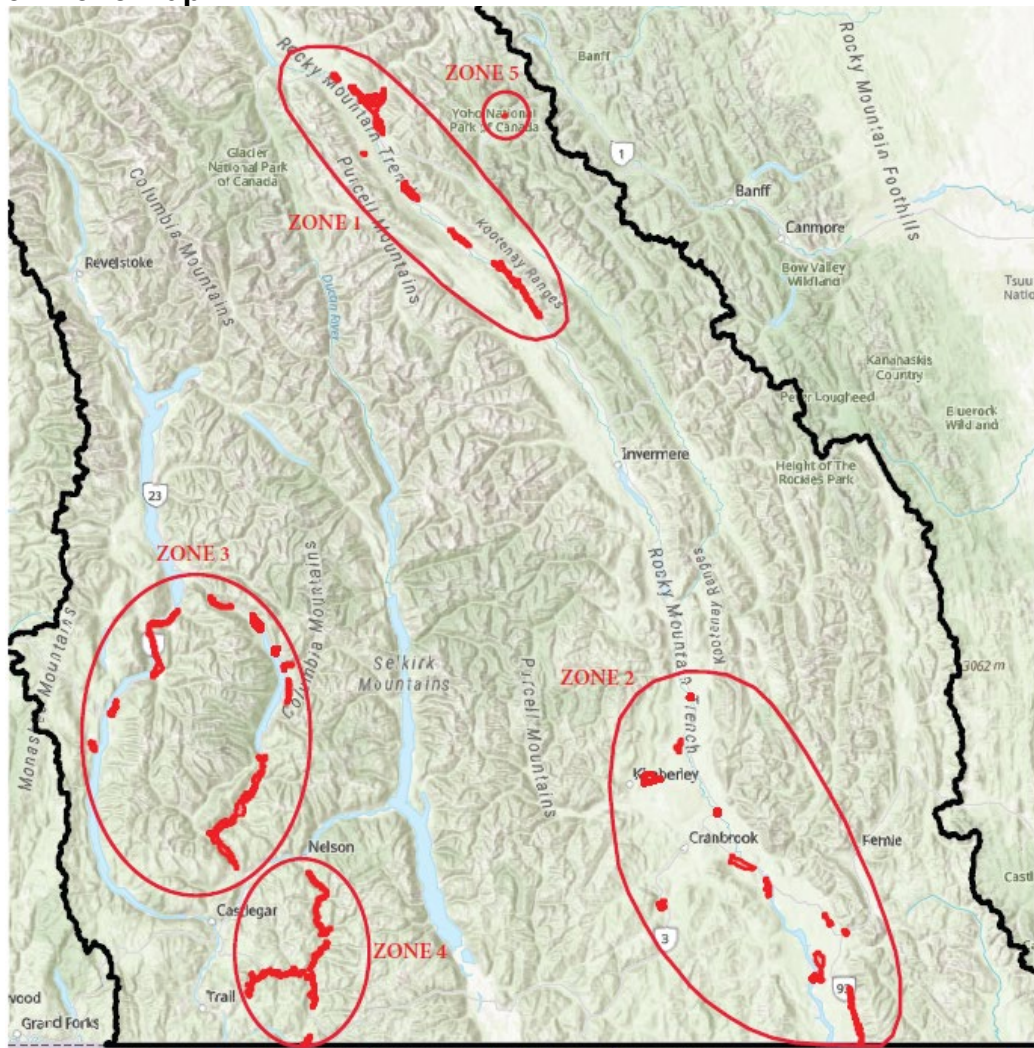 Rocky Mountain Trench
ZONE 5
Banff
Rocky Mountain Foothills
Yoho National
Park of Canada
1
Glacier
National Park
of Canada
Columbia Mountains
Purcell Mountains
ZONE 1
Kootenay Ranges
Banff
Canmore
Bow Valley
Wildland
Tsuu
Revelstoke
Duncan River
Kananaskis
Country
Peter Lougheed
Bluerock
Wildland
Invermere
Height of The
Rockies Park
23
ZONE 3
Rocky Mountain Trench
Kootenay Ranges
Monashee Mountains
Columbia Mountains
Selkirk
Mountains
Purcell Mountains
3062 m
ZONE 2
Kimberley
Cranbrook
Fernie
Nelson
Castlegar
ZONE 4
3
93
Trail
wood
Grand Forks